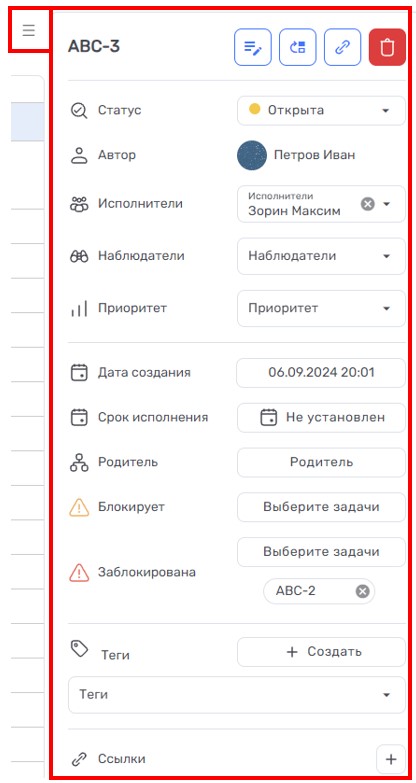 ABC-3
Статус
Открыта
Автор
Петров Иван
Исполнители
Исполнители
Зорин Максим
Наблюдатели
Наблюдатели
Приоритет
Приоритет
Дата создания
06.09.2024 20:01
Срок исполнения
Не установлен
Родитель
Родитель
Блокирует
Выберите задачи
Выберите задачи
Заблокирована
ABC-2
Теги
+ Создать
Теги
Ссылки
+